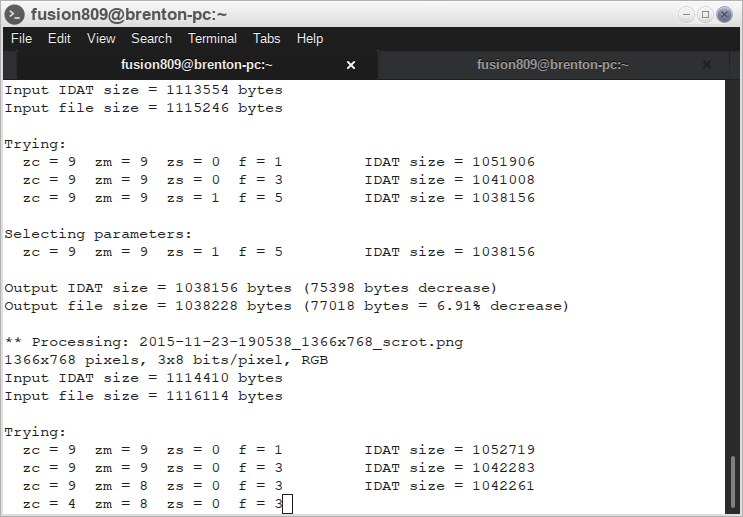 fusion809@brenton-pc:~
File Edit View Search Terminal Tabs Help
fusion809@brenton-pc:~ x fusion809@brenton-pc:~ x
Input IDAT size = 1113554 bytes
Input file size = 1115246 bytes
Trying:
  zc = 9  zm = 9  zs = 0  f = 1         IDAT size = 1051906
  zc = 9  zm = 9  zs = 0  f = 3         IDAT size = 1041008
  zc = 9  zm = 9  zs = 1  f = 5         IDAT size = 1038156
Selecting parameters:
  zc = 9  zm = 9  zs = 1  f = 5         IDAT size = 1038156
Output IDAT size = 1038156 bytes (75398 bytes decrease)
Output file size = 1038228 bytes (77018 bytes = 6.91% decrease)
** Processing: 2015-11-23-190538_1366x768_scrot.png
1366x768 pixels, 3x8 bits/pixel, RGB
Input IDAT size = 1114410 bytes
Input file size = 1116114 bytes
Trying:
  zc = 9  zm = 9  zs = 0  f = 1         IDAT size = 1052719
  zc = 9  zm = 9  zs = 0  f = 3         IDAT size = 1042283
  zc = 9  zm = 8  zs = 0  f = 3         IDAT size = 1042261
  zc = 4  zm = 8  zs = 0  f = 3